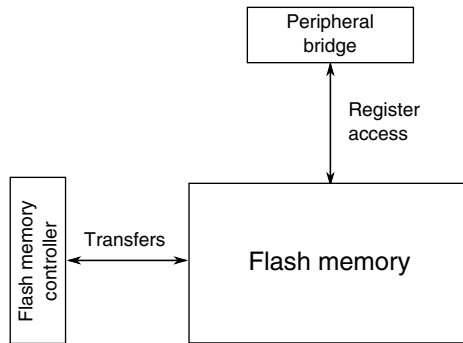 Peripheral
bridge
Register
access
Flash memory
controller
Transfers
Flash memory